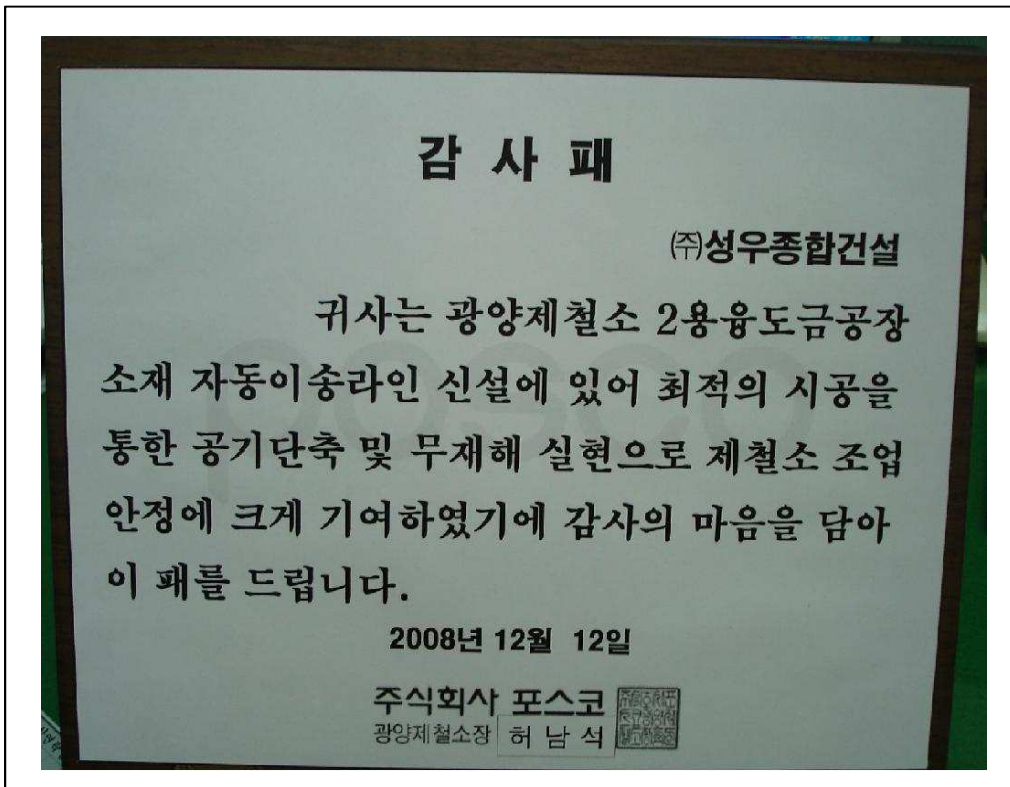 감 사 패
㈜성우종합건설
귀사는 광양제철소 2용융도금공장
소재 자동이송라인 신설에 있어 최적의 시공을
통한 공기단축 및 무재해 실현으로 제철소 조업
안정에 크게 기여하였기에 감사의 마음을 담아
이 패를 드립니다.
2008년 12월 12일
주식회사 포스코
광양제철소장 허 남 석
posco